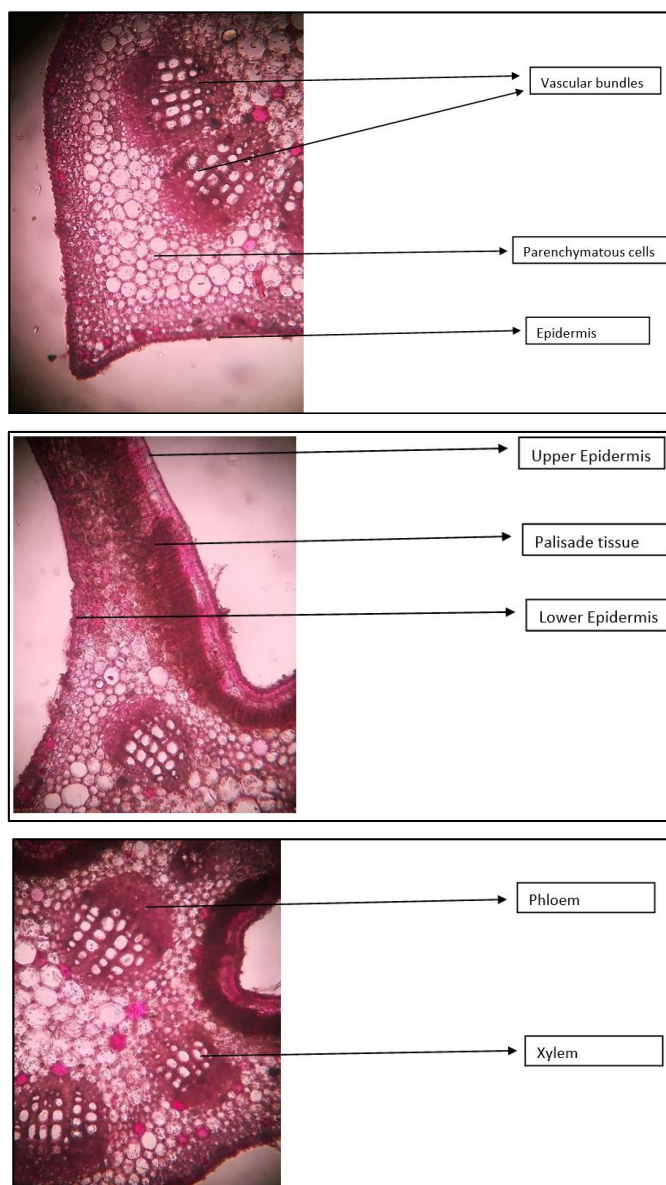 Vascular bundles
Parenchymatous cells
Epidermis
Upper Epidermis
Palisade tissue
Lower Epidermis
Phloem
Xylem